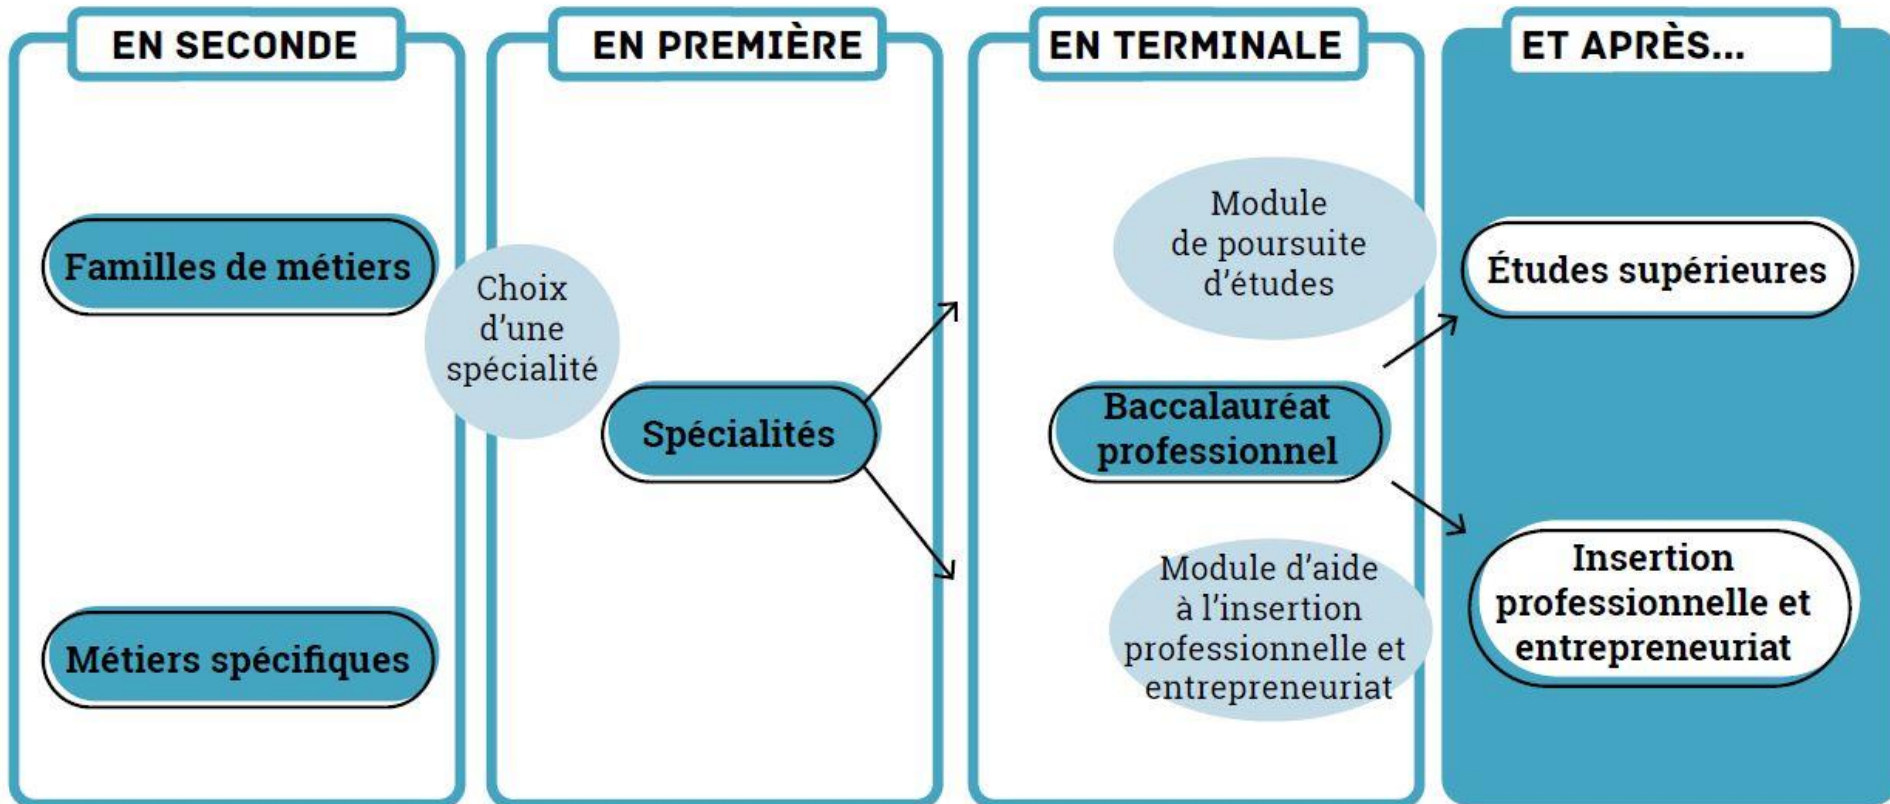 EN SECONDE
EN PREMIÈRE
EN TERMINALE
ET APRÈS...
Familles de métiers
Métiers spécifiques
Choix
d'une
spécialité
Spécialités
Module
de poursuite
d'études
Baccalauréat
professionnel
Module d'aide
à l'insertion
professionnelle et
entrepreneuriat
Études supérieures
Insertion
professionnelle et
entrepreneuriat